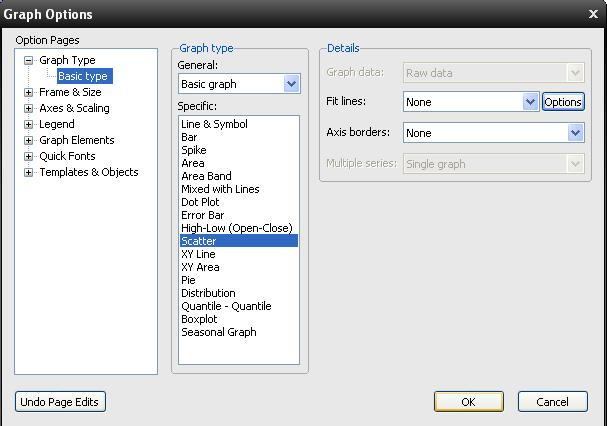 Graph Options
Option Pages
Graph Type
Basic type
Frame & Size
Axes & Scaling
Legend
Graph Elements
Quick Fonts
Templates & Objects
Graph type
General:
Basic graph
Specific:
Line & Symbol
Bar
Spike
Area
Area Band
Mixed with Lines
Dot Plot
Error Bar
High-Low (Open-Close)
Scatter
XY Line
XY Area
Pie
Distribution
Quantile - Quantile
Boxplot
Seasonal Graph
Details
Graph data: Raw data
Fit lines: None Options
Axis borders: None
Multiple series: Single graph
Undo Page Edits
OK
Cancel